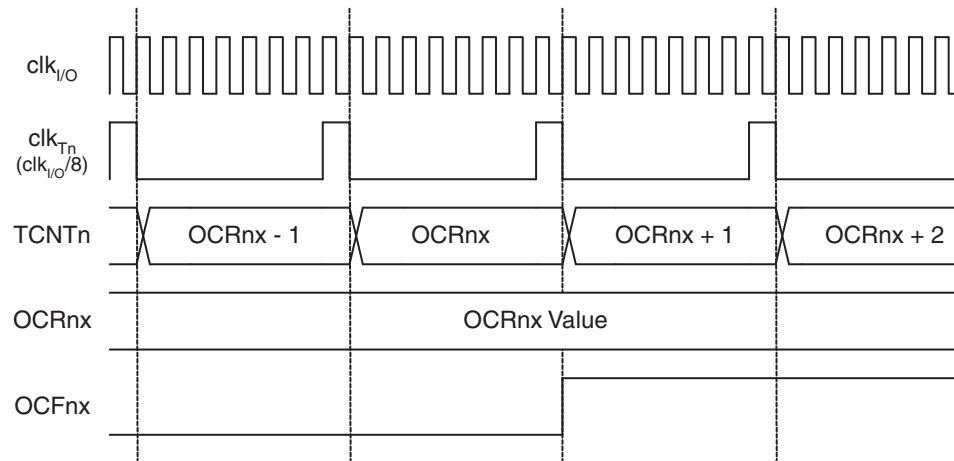 clkI/O
clkTn
(clkI/O/8)
TCNTn OCRnx - 1 OCRnx OCRnx + 1 OCRnx + 2
OCRnx OCRnx Value
OCFnx